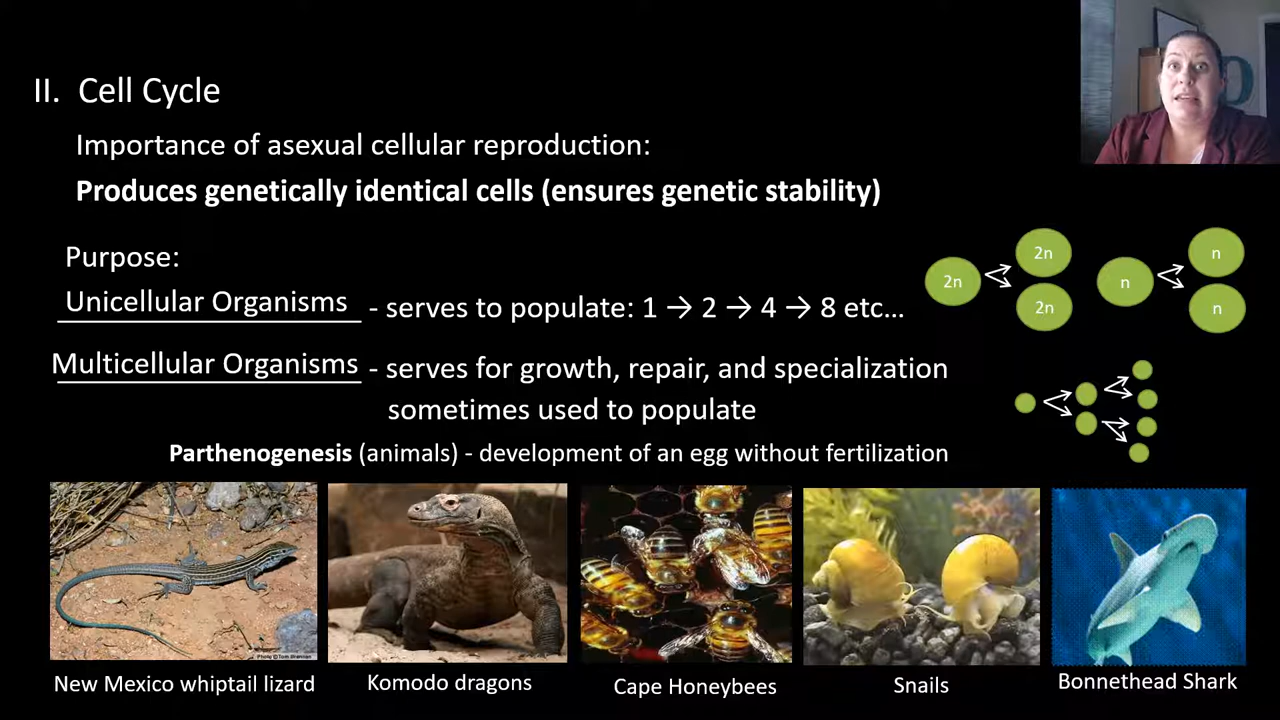 II. Cell Cycle
Importance of asexual cellular reproduction:
Produces genetically identical cells (ensures genetic stability)
Purpose:
Unicellular Organisms - serves to populate: 1 → 2 → 4 → 8 etc...
2n
2n
2n
n
n
n
Multicellular Organisms - serves for growth, repair, and specialization
sometimes used to populate
Parthenogenesis (animals) - development of an egg without fertilization
New Mexico whiptail lizard
Komodo dragons
Cape Honeybees
Snails
Bonnethead Shark